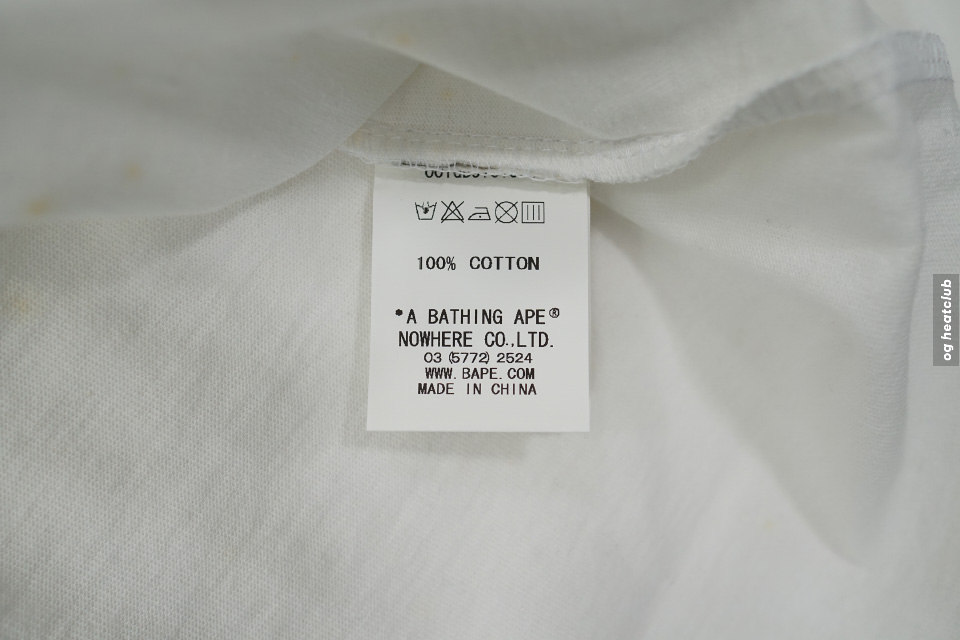 100% COTTON
*A BATHING APE®
NOWHERE CO.,LTD.
03 (5772) 2524
WWW. BAPE. COM
MADE IN CHINA
og heatclub